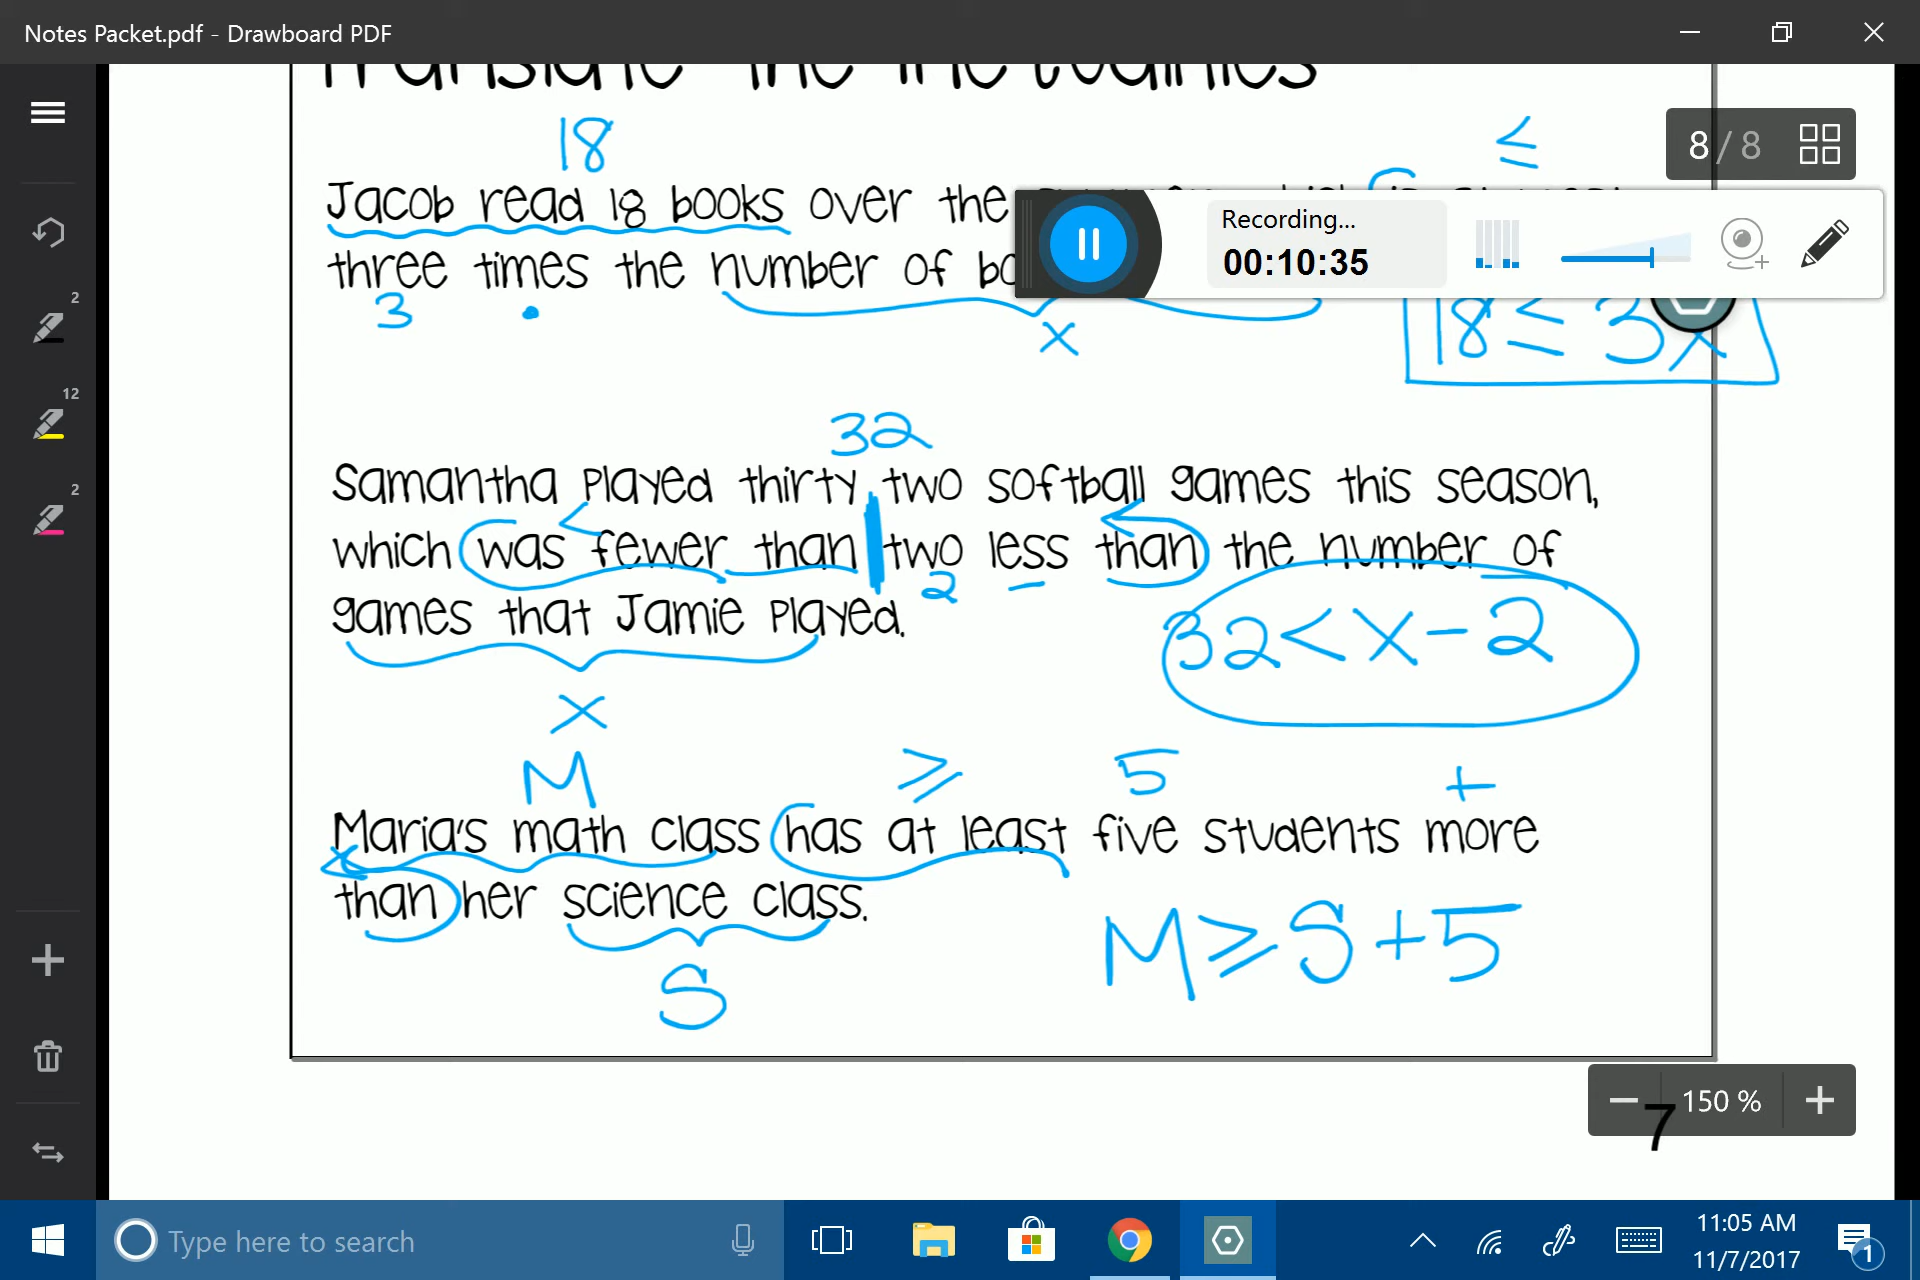 Notes Packet.pdf - Drawboard PDF
8 / 8
18
≤
Jacob read 18 books over the
Recording...
00:10:35
three times the number of
3 • x
18 ≤ 3x
2
12
2
32
Samantha played thirty two softball games this season,
<
which was fewer than two less than the number of
2 −
games that Jamie played.
32 < x − 2
x
M ≥ 5 +
Maria's math class has at least five students more
than her science class.
M ≥ S + 5
S
150 %
7
Type here to search
11:05 AM
11/7/2017
1